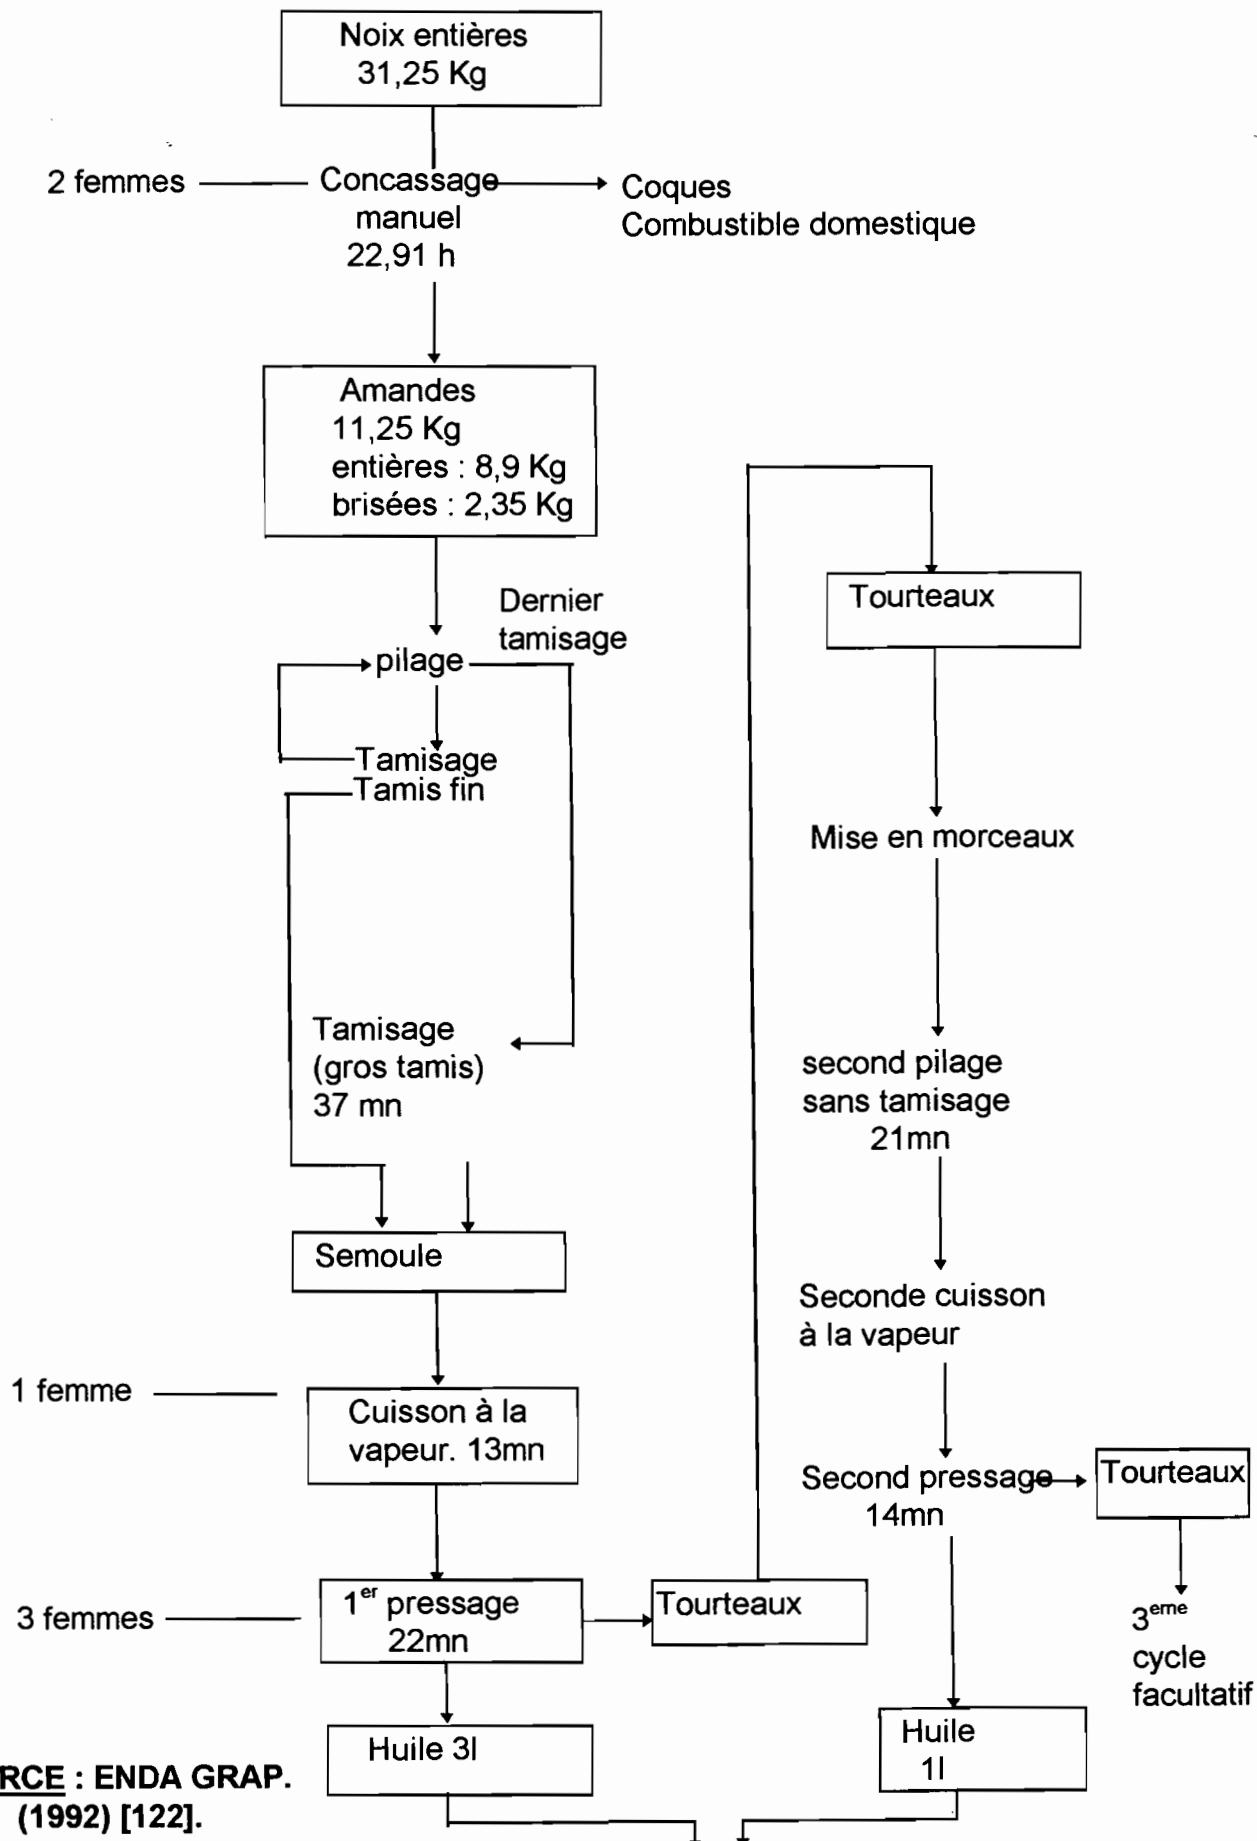 Noix entières
31,25 Kg
2 femmes
Concassage
manuel
22,91 h
Coques
Combustible domestique
Amandes
11,25 Kg
entières : 8,9 Kg
brisées : 2,35 Kg
Dernier
tamisage
pilage
Tamisage
Tamis fin
Tamisage
(gros tamis)
37 mn
Semoule
1 femme
Cuisson à la
vapeur. 13mn
3 femmes
1er pressage
22mn
Tourteaux
Huile 3l
Tourteaux
Mise en morceaux
second pilage
sans tamisage
21mn
Seconde cuisson
à la vapeur
Second pressage
14mn
Tourteaux
3eme
cycle
facultatif
Huile
1l
RCE : ENDA GRAP.
(1992) [122].